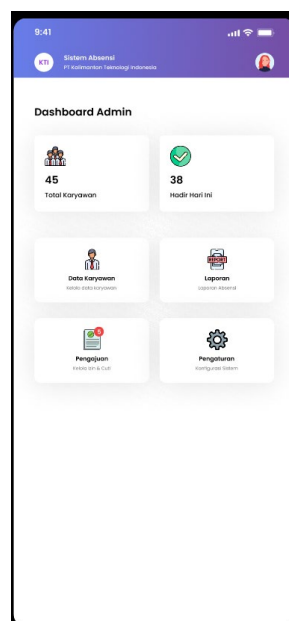 9:41
KTI
Sistem Absensi
PT Kalimantan Teknologi Indonesia
Dashboard Admin
45
Total Karyawan
38
Hadir Hari Ini
Data Karyawan
Kelola data karyawan
REPORT
Laporan
Laporan Absensi
5
Pengajuan
Kelola Izin & Cuti
Pengaturan
Konfigurasi Sistem